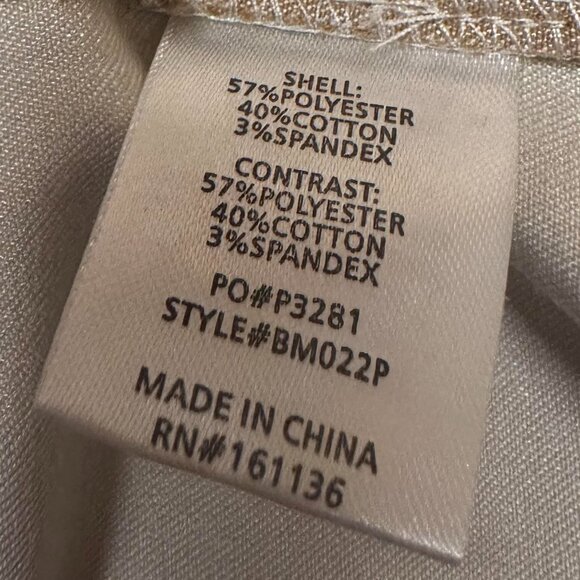 SHELL:
57%POLYESTER
40%COTTON
3%SPANDEX
CONTRAST:
57%POLYESTER
40%COTTON
3%SPANDEX
PO#P3281
STYLE#BM022P
MADE IN CHINA
RN#161136